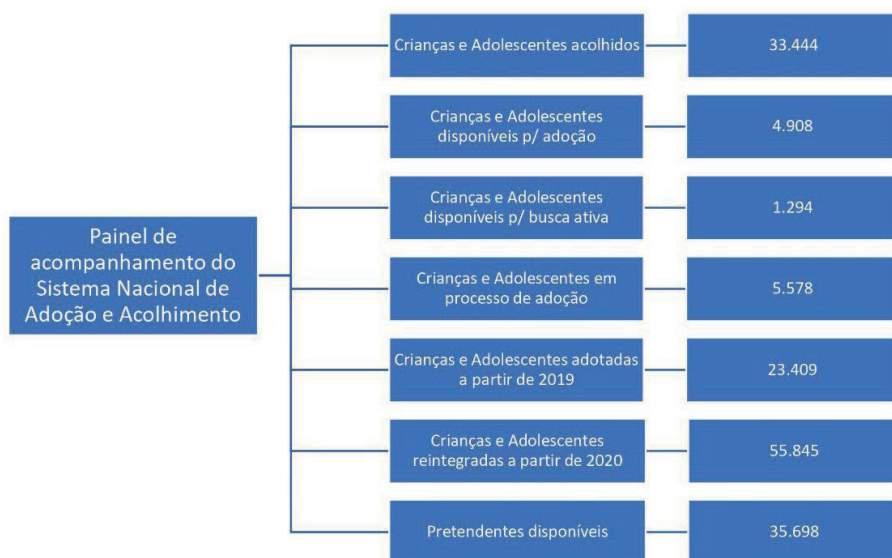 Painel de
acompanhamento do
Sistema Nacional de
Adoção e Acolhimento
Crianças e Adolescentes acolhidos
33.444
Crianças e Adolescentes
disponíveis p/ adoção
4.908
Crianças e Adolescentes
disponíveis p/ busca ativa
1.294
Crianças e Adolescentes em
processo de adoção
5.578
Crianças e Adolescentes adotadas
a partir de 2019
23.409
Crianças e Adolescentes
reintegradas a partir de 2020
55.845
Pretendentes disponíveis
35.698